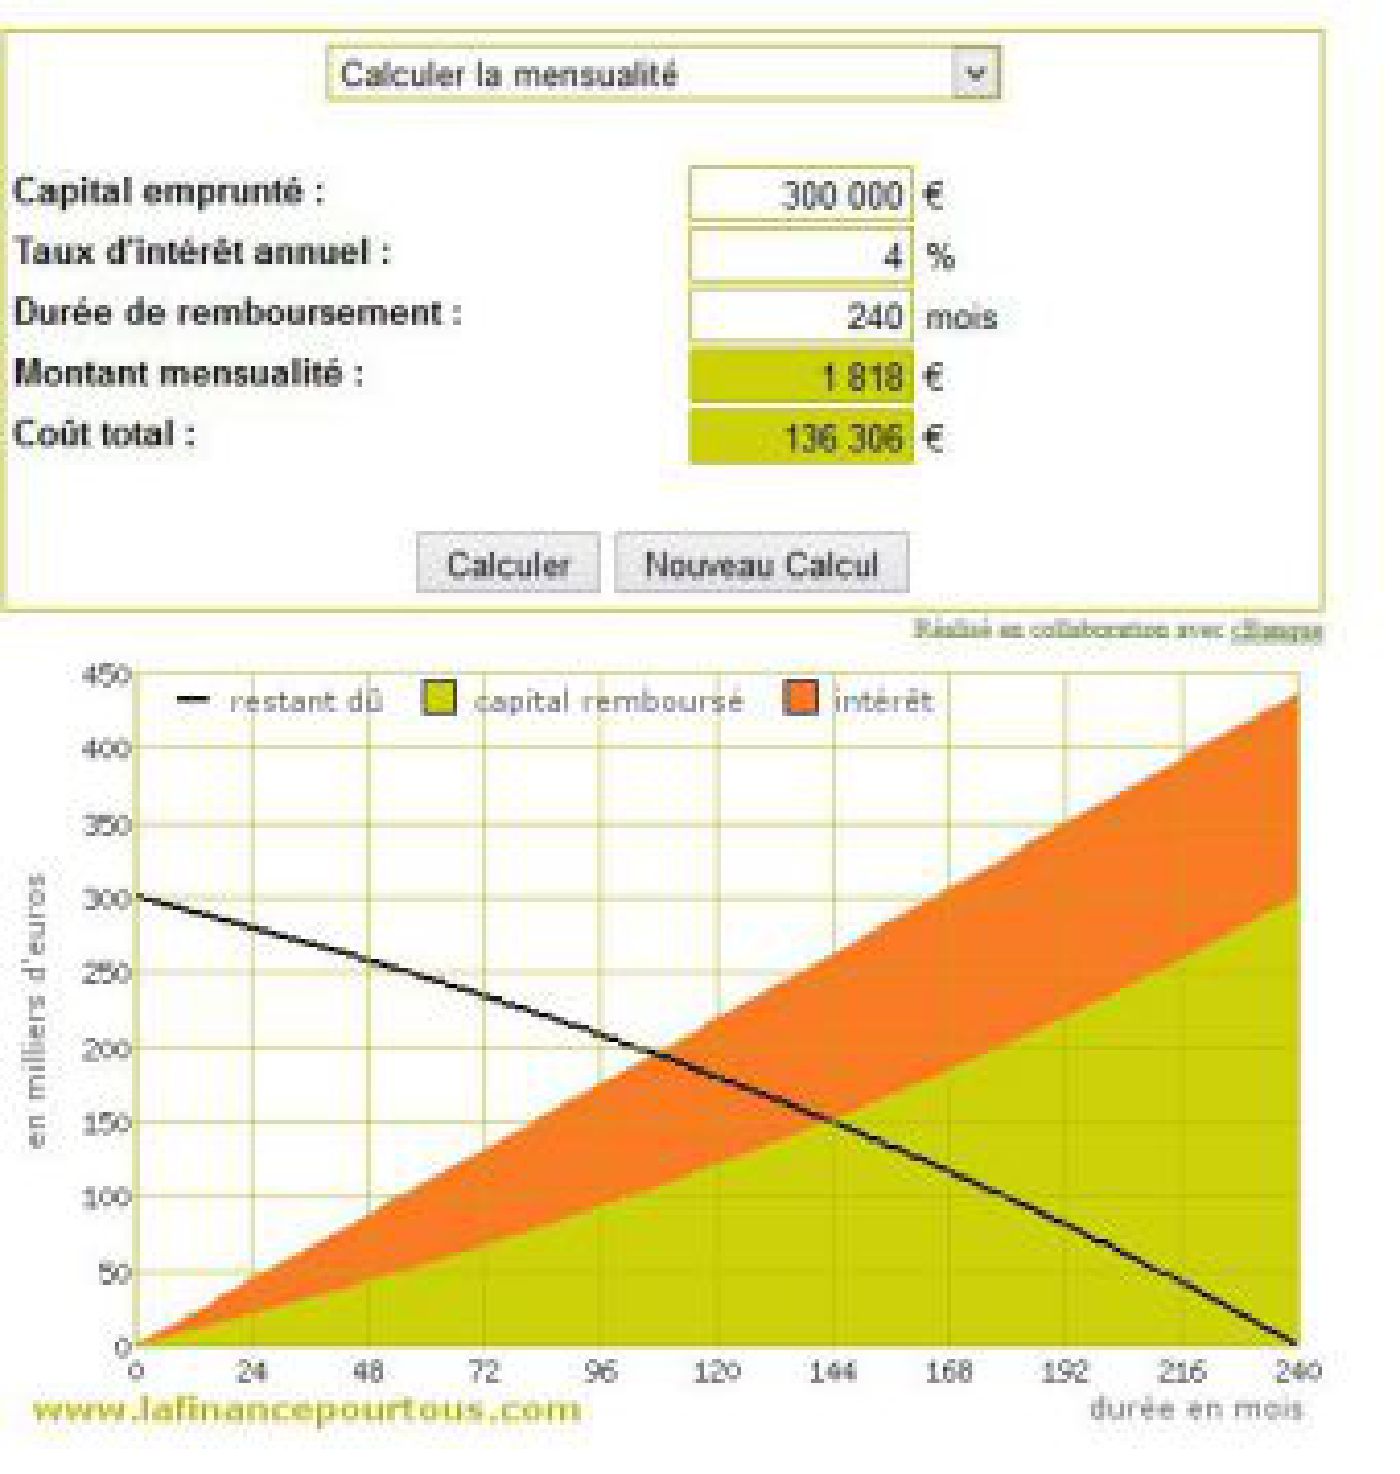 Calculer la mensualité
Capital emprunté : 300 000 €
Taux d'intérêt annuel : 4 %
Durée de remboursement : 240 mois
Montant mensualité : 1 818 €
Coût total : 136 306 €
Calculer Nouveau Calcul
Réalisé en collaboration avec cBanque
restant dû capital remboursé intérêt
450
400
350
300
250
200
150
100
50
0
en milliers d'euros
0 24 48 72 96 120 144 168 192 216 240
www.lafinancepourtous.com durée en mois